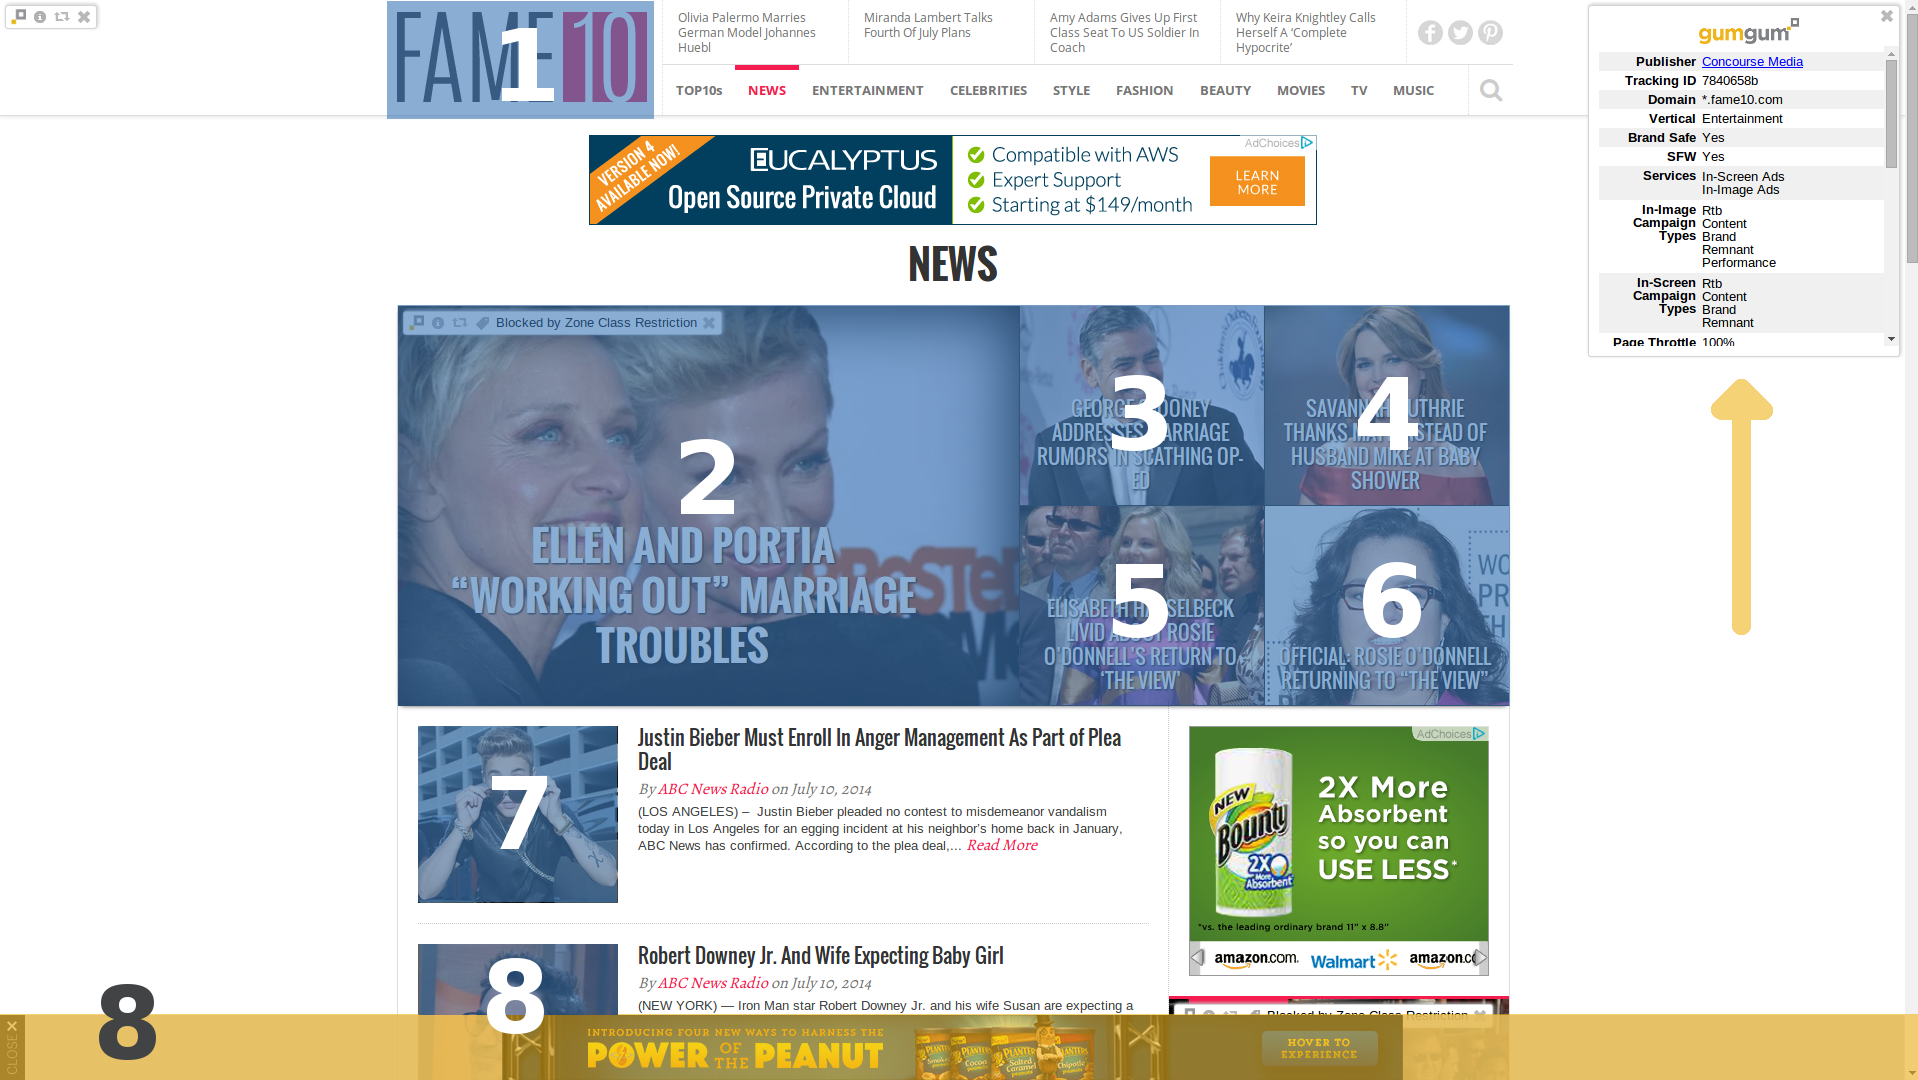 FAME10
1
Olivia Palermo Marries
German Model Johannes
Huebl
Miranda Lambert Talks
Fourth Of July Plans
Amy Adams Gives Up First
Class Seat To US Soldier In
Coach
Why Keira Knightley Calls
Herself A ‘Complete
Hypocrite’
TOP10s NEWS ENTERTAINMENT CELEBRITIES STYLE FASHION BEAUTY MOVIES TV MUSIC
gumgum
Publisher Concourse Media
Tracking ID 7840658b
Domain *.fame10.com
Vertical Entertainment
Brand Safe Yes
SFW Yes
Services In-Screen Ads
In-Image Ads
In-Image Rtb
Campaign Content
Types Brand
Remnant
Performance
In-Screen Rtb
Campaign Content
Types Brand
Remnant
Page Throttle 100%
VERSION 4
AVAILABLE NOW!
EUCALYPTUS
Open Source Private Cloud
Compatible with AWS
Expert Support
Starting at $149/month
AdChoices
LEARN
MORE
NEWS
Blocked by Zone Class Restriction
2
ELLEN AND PORTIA
“WORKING OUT” MARRIAGE
TROUBLES
3
GEORGE CLOONEY
ADDRESSES MARRIAGE
RUMORS IN SCATHING OP-
ED
4
SAVANNAH GUTHRIE
THANKS MATT INSTEAD OF
HUSBAND MIKE AT BABY
SHOWER
5
ELISABETH HASSELBECK
LIVID ABOUT ROSIE
O’DONNELL’S RETURN TO
‘THE VIEW’
6
OFFICIAL: ROSIE O’DONNELL
RETURNING TO “THE VIEW”
7
Justin Bieber Must Enroll In Anger Management As Part of Plea
Deal
By ABC News Radio on July 10, 2014
(LOS ANGELES) – Justin Bieber pleaded no contest to misdemeanor vandalism
today in Los Angeles for an egging incident at his neighbor’s home back in January,
ABC News has confirmed. According to the plea deal,... Read More
AdChoices
NEW
Bounty
2X
More
Absorbent
2X More
Absorbent
so you can
USE LESS*
*vs. the leading ordinary brand 11" x 8.8"
amazon.com. Walmart amazon.co
8
Robert Downey Jr. And Wife Expecting Baby Girl
By ABC News Radio on July 10, 2014
(NEW YORK) — Iron Man star Robert Downey Jr. and his wife Susan are expecting a
Blocked by Zone Class Restriction
8
CLOSE
INTRODUCING FOUR NEW WAYS TO HARNESS THE
POWER OF THE PEANUT
PLANTERS
HOVER TO
EXPERIENCE